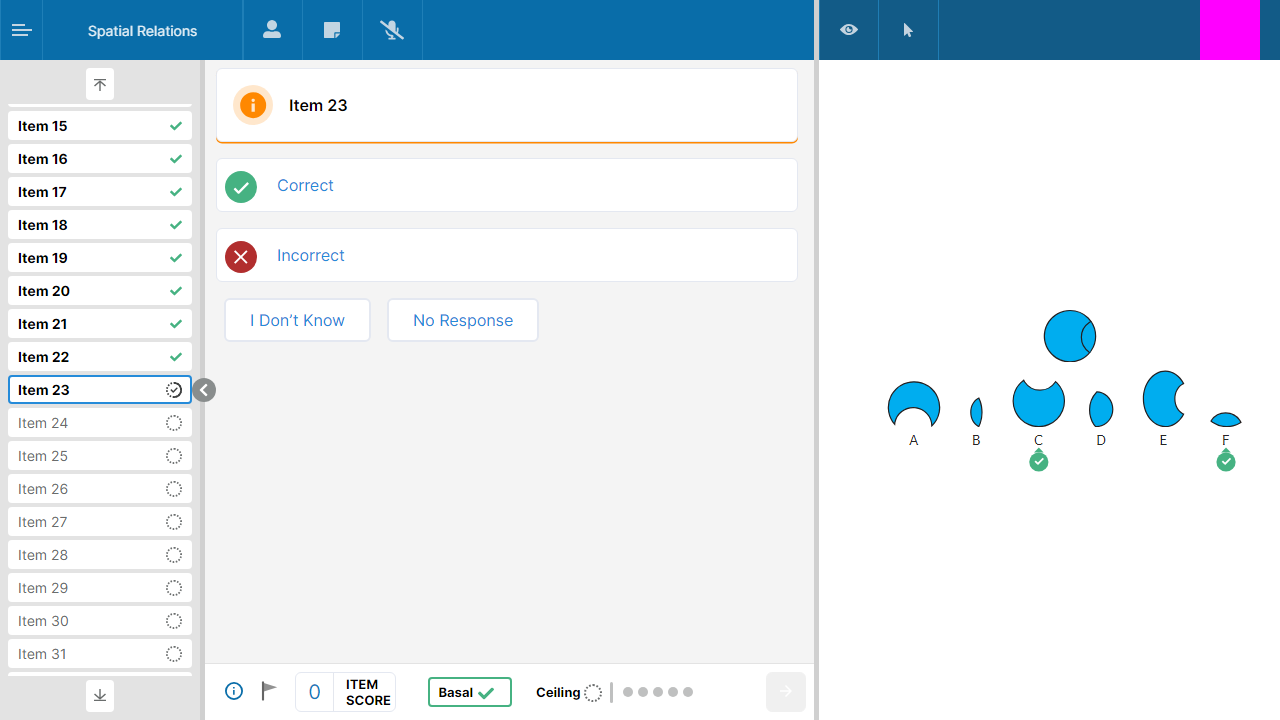 Spatial Relations
Item 15
Item 16
Item 17
Item 18
Item 19
Item 20
Item 21
Item 22
Item 23
Item 24
Item 25
Item 26
Item 27
Item 28
Item 29
Item 30
Item 31
Item 23
Correct
Incorrect
I Don’t Know
No Response
0
ITEM
SCORE
Basal
Ceiling
A B C D E F